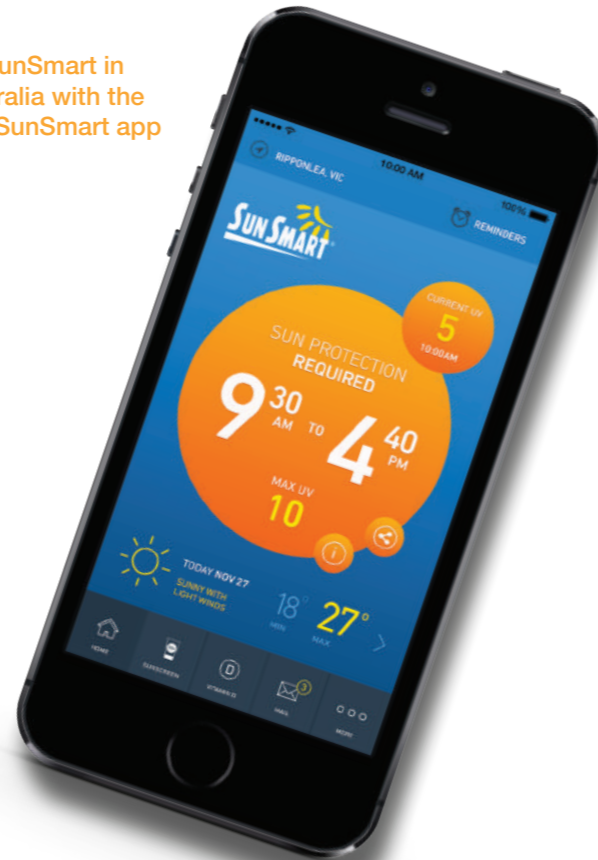 unSmart in
ralia with the
SunSmart app
10:00 AM
100%
RIPPONLEA, VIC
REMINDERS
SUNSMART
CURRENT UV
5
10:00AM
SUN PROTECTION
REQUIRED
9 30 AM TO 4 40 PM
MAX UV
10
i
TODAY NOV 27
SUNNY WITH
LIGHT WINDS
18° MIN
27° MAX
HOME
SUNSCREEN
D
VITAMIN D
3
MAIL
MORE